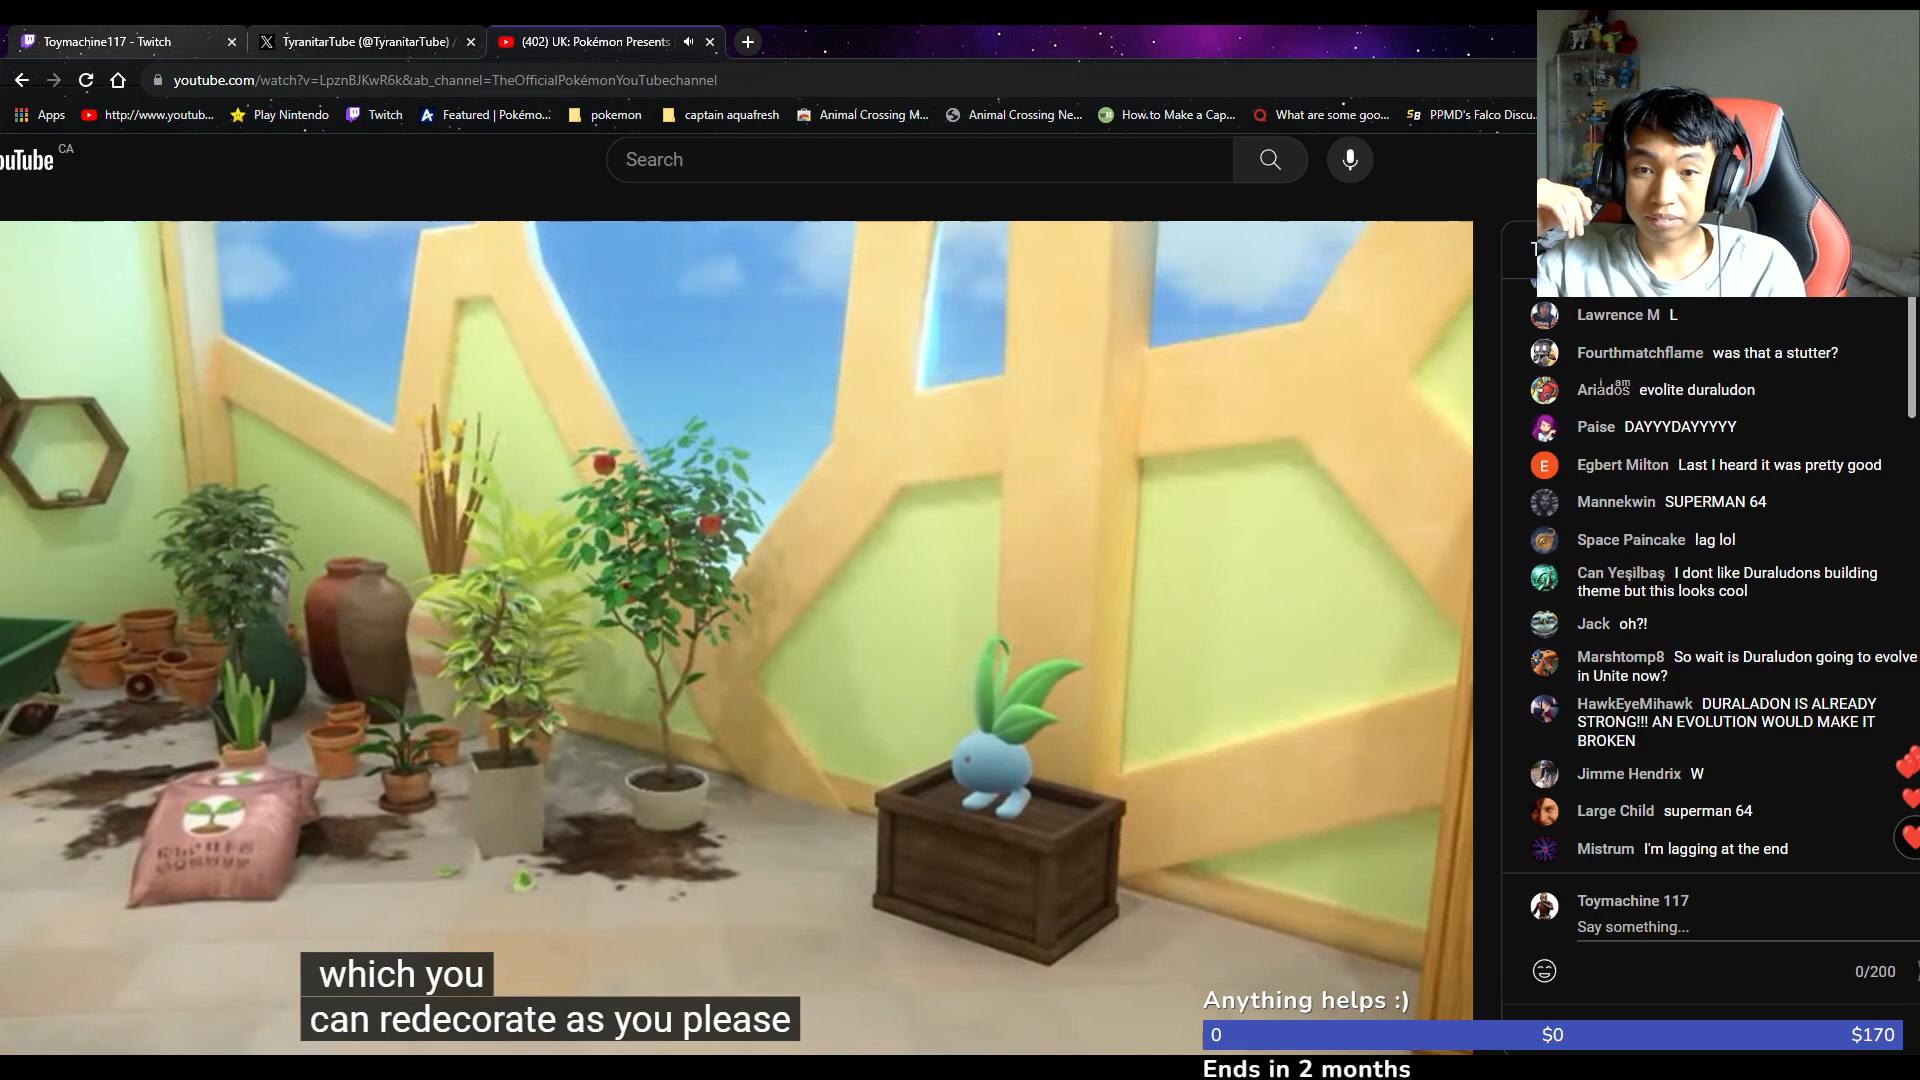 Toymachine117 - Twitch
TyranitarTube (@TyranitarTube) /
(402) UK: Pokémon Presents
youtube.com/watch?v=LpznBJKwR6k&ab_channel=TheOfficialPokémonYouTubechannel
Apps
http://www.youtub...
Play Nintendo
Twitch
Featured | Pokémo...
pokemon
captain aquafresh
Animal Crossing M...
Animal Crossing Ne...
How to Make a Cap...
What are some goo...
PPMD's Falco Discu...
ouTube CA
Search
T
Lawrence M L
Fourthmatchflame was that a stutter?
Ariados i am evolite duraludon
Paise DAYYYDAYYYYY
E
Egbert Milton Last I heard it was pretty good
Mannekwin SUPERMAN 64
Space Paincake lag lol
Can Yeşilbaş I dont like Duraludons building
theme but this looks cool
Jack oh?!
Marshtomp8 So wait is Duraludon going to evolve
in Unite now?
HawkEyeMihawk DURALADON IS ALREADY
STRONG!!! AN EVOLUTION WOULD MAKE IT
BROKEN
Jimme Hendrix W
Large Child superman 64
Mistrum I'm lagging at the end
Toymachine 117
Say something...
0/200
which you
can redecorate as you please
Anything helps :)
0 $0 $170
Ends in 2 months